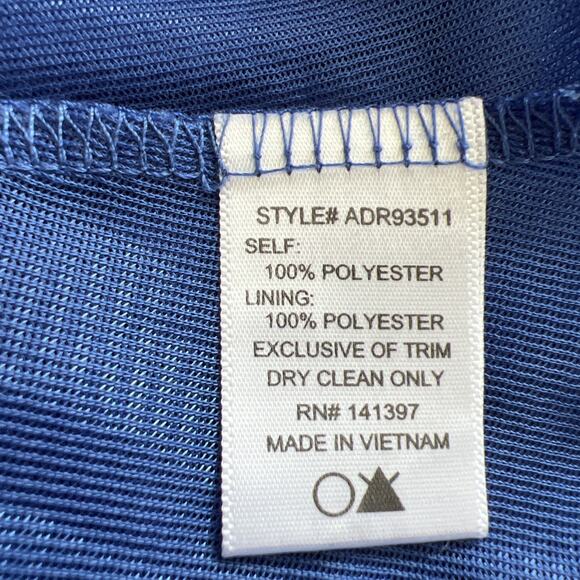 STYLE# ADR93511
SELF:
100% POLYESTER
LINING:
100% POLYESTER
EXCLUSIVE OF TRIM
DRY CLEAN ONLY
RN# 141397
MADE IN VIETNAM